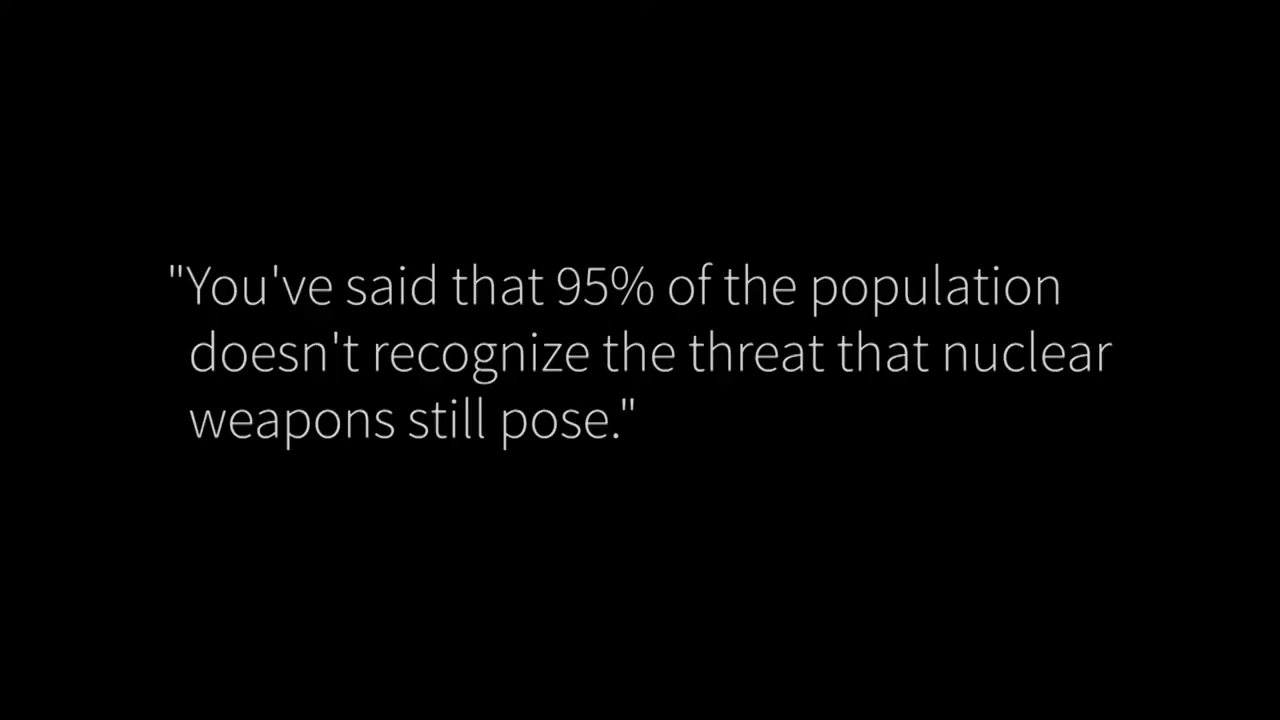 "You've said that 95% of the population
doesn't recognize the threat that nuclear
weapons still pose."